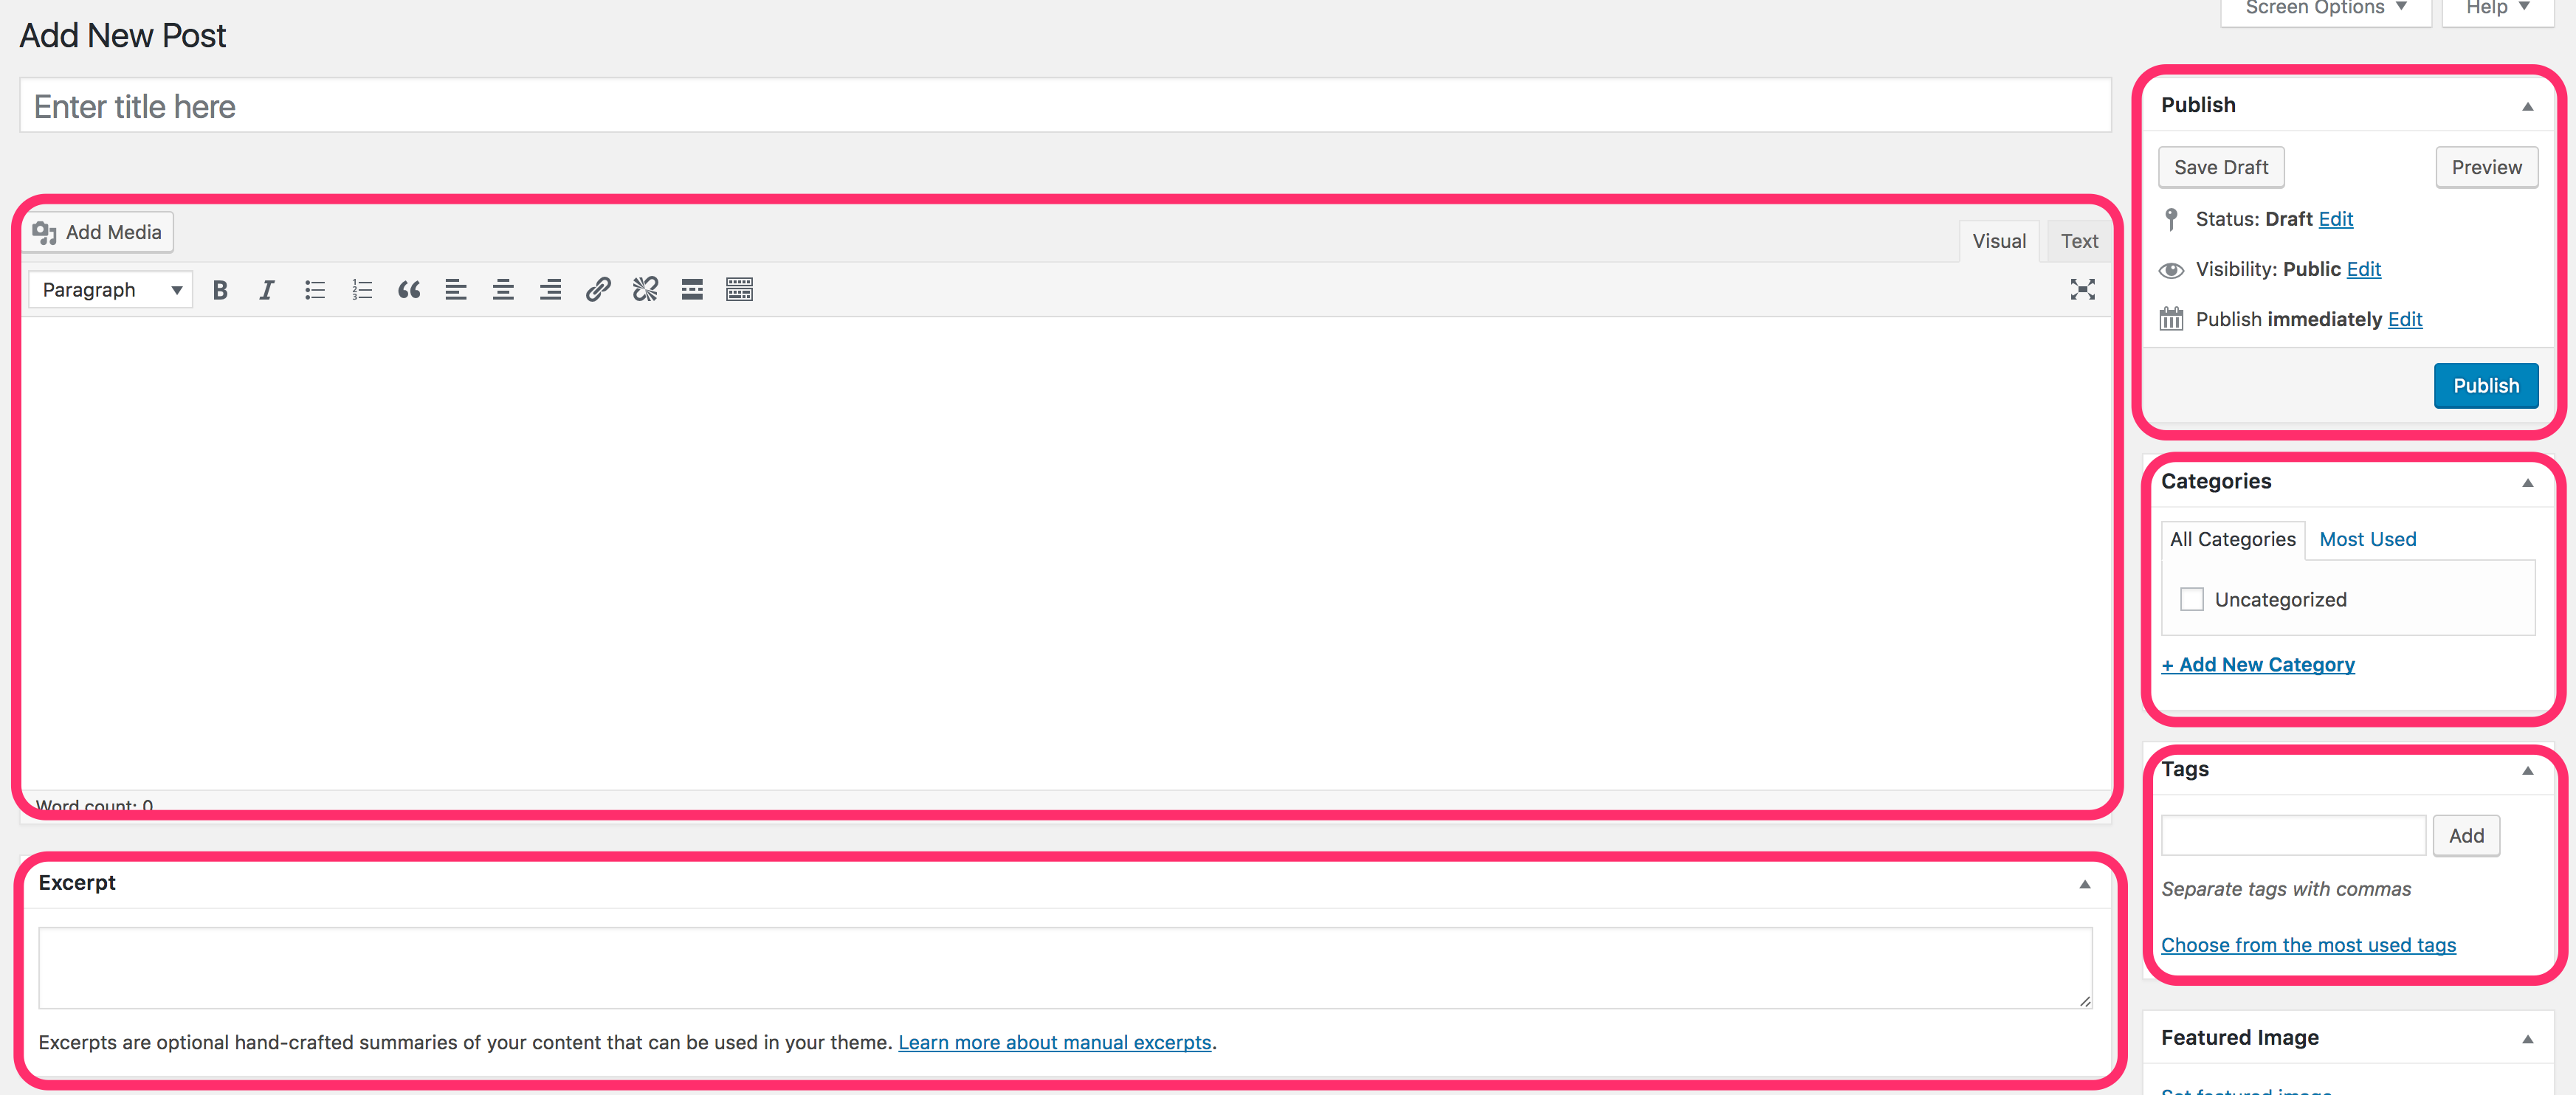 Screen Options
Help
Add New Post
Enter title here
Add Media
Visual
Text
Paragraph
Word count: 0
Excerpt
Excerpts are optional hand-crafted summaries of your content that can be used in your theme. Learn more about manual excerpts.
Publish
Save Draft
Preview
Status: Draft Edit
Visibility: Public Edit
Publish immediately Edit
Publish
Categories
All Categories
Most Used
Uncategorized
+ Add New Category
Tags
Add
Separate tags with commas
Choose from the most used tags
Featured Image
Set featured image